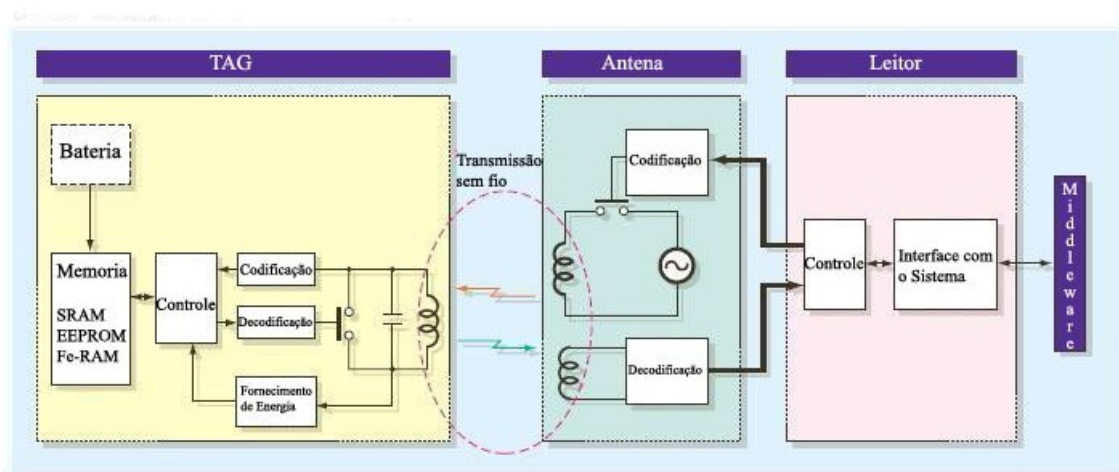 TAG
Antena
Leitor
Bateria
Transmissão
sem fio
Codificação
Memoria
SRAM
EEPROM
Fe-RAM
Controle
Codificação
Decodificação
Fornecimento
de Energia
Decodificação
Controle
Interface com
o Sistema
Middleware